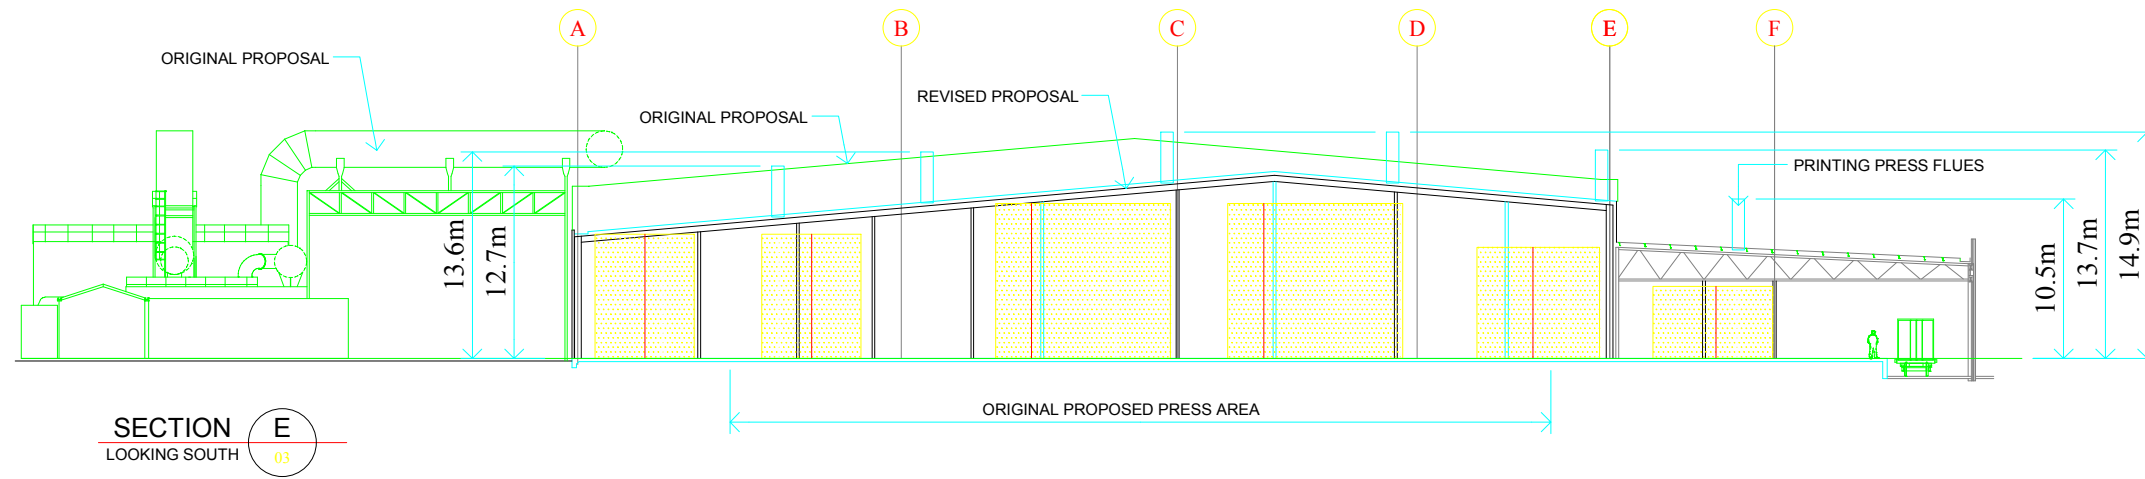 A
B
C
D
E
F
ORIGINAL PROPOSAL
ORIGINAL PROPOSAL
REVISED PROPOSAL
PRINTING PRESS FLUES
13.6m
12.7m
10.5m
13.7m
14.9m
ORIGINAL PROPOSED PRESS AREA
SECTION E
LOOKING SOUTH 03